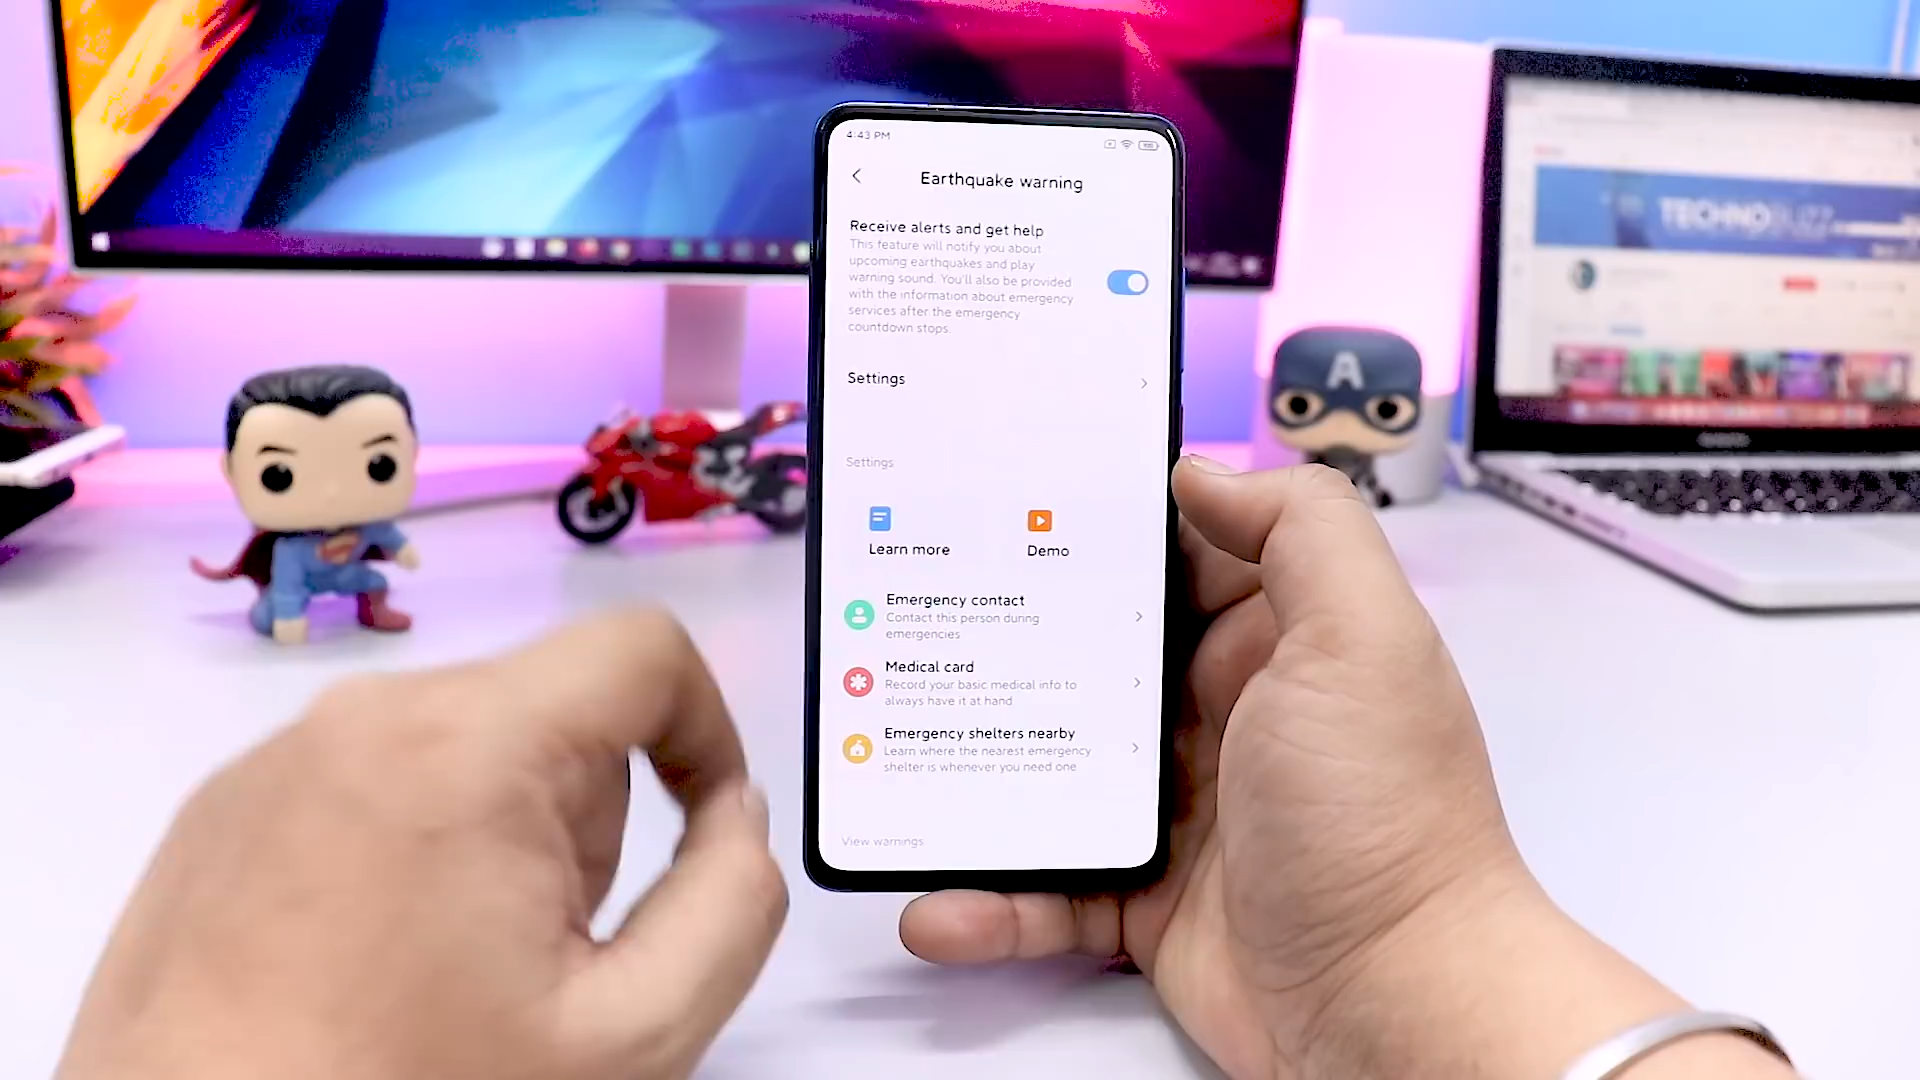 4:43 PM
Earthquake warning
Receive alerts and get help
This feature will notify you about
upcoming earthquakes and play
warning sound. You'll also be provided
with the information about emergency
services after the emergency
countdown stops.
Settings
Settings
Learn more
Demo
Emergency contact
Contact this person during
emergencies
Medical card
Record your basic medical info to
always have it at hand
Emergency shelters nearby
Learn where the nearest emergency
shelter is whenever you need one
View warnings
A
TECHNOBUZZ